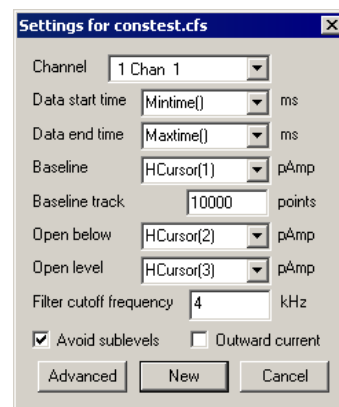 Settings for constest.cfs
Channel 1 Chan 1
Data start time Mintime() ms
Data end time Maxtime() ms
Baseline HCursor(1) pAmp
Baseline track 10000 points
Open below HCursor(2) pAmp
Open level HCursor(3) pAmp
Filter cutoff frequency 4 kHz
Avoid sublevels Outward current
Advanced New Cancel